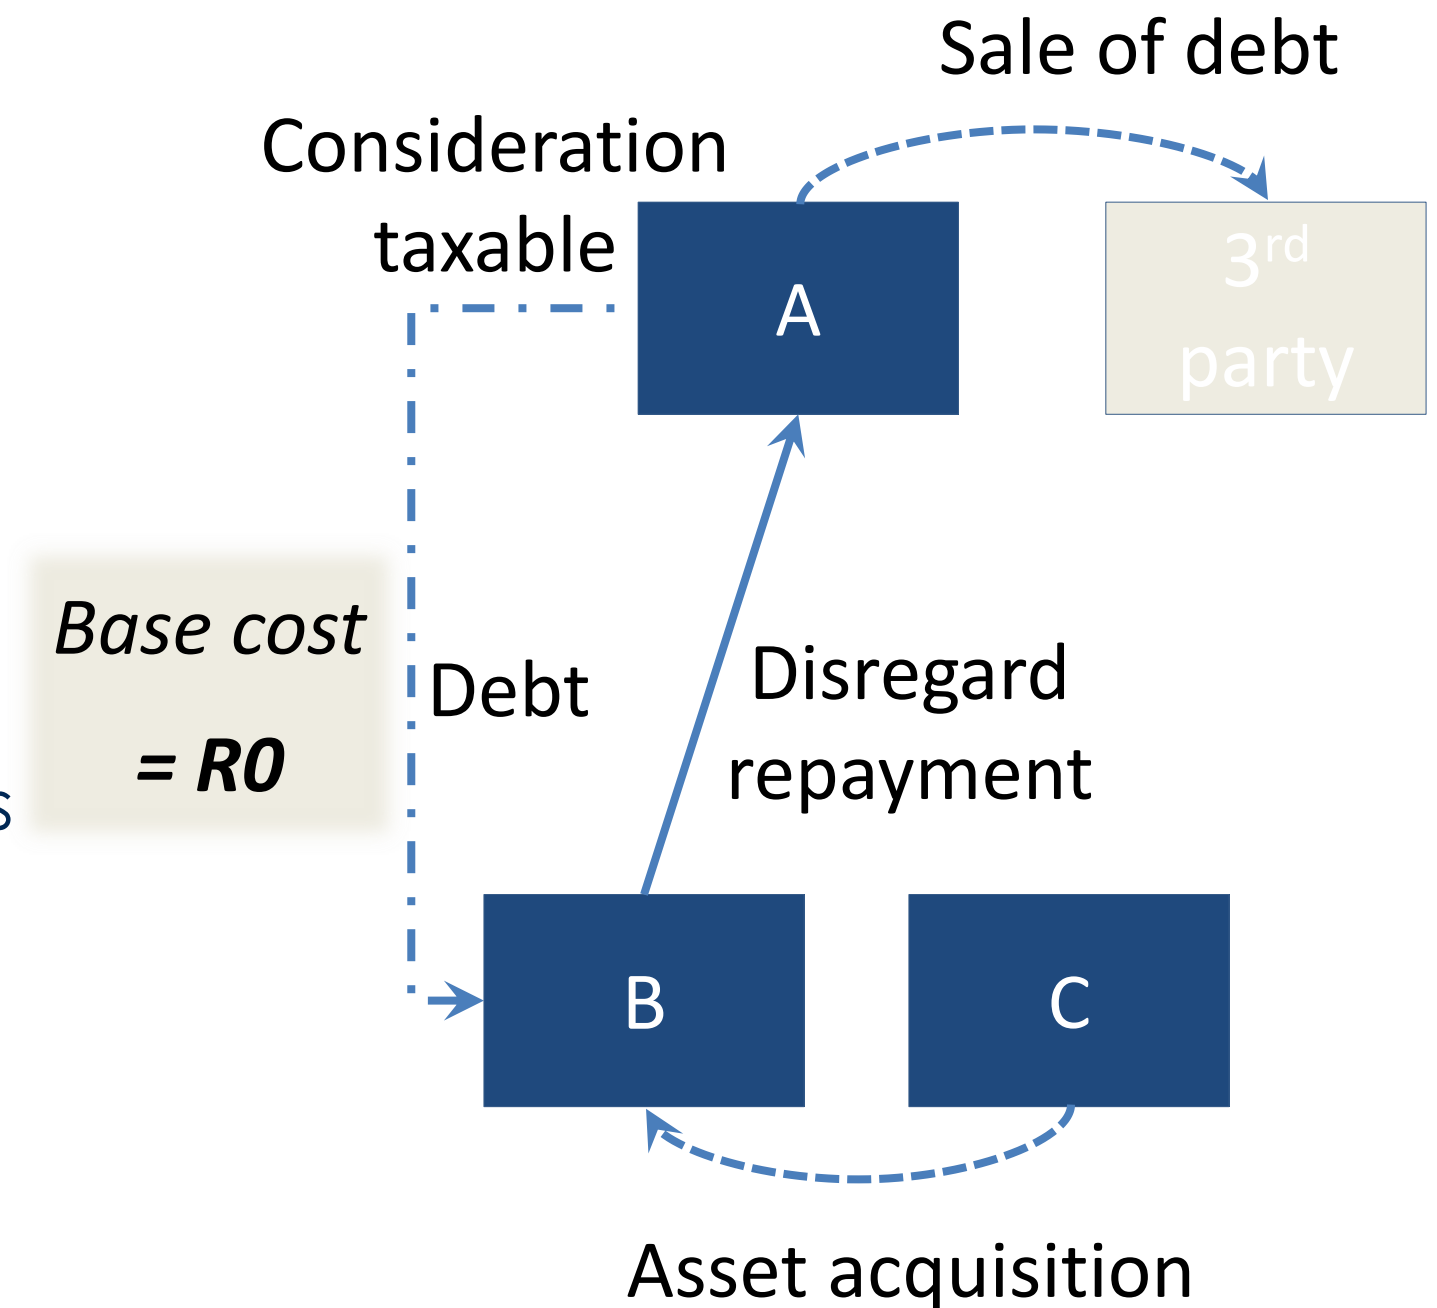 Sale of debt
Consideration
taxable
A
3rd
party
Base cost
= R0
Debt
Disregard
repayment
s
B
C
Asset acquisition